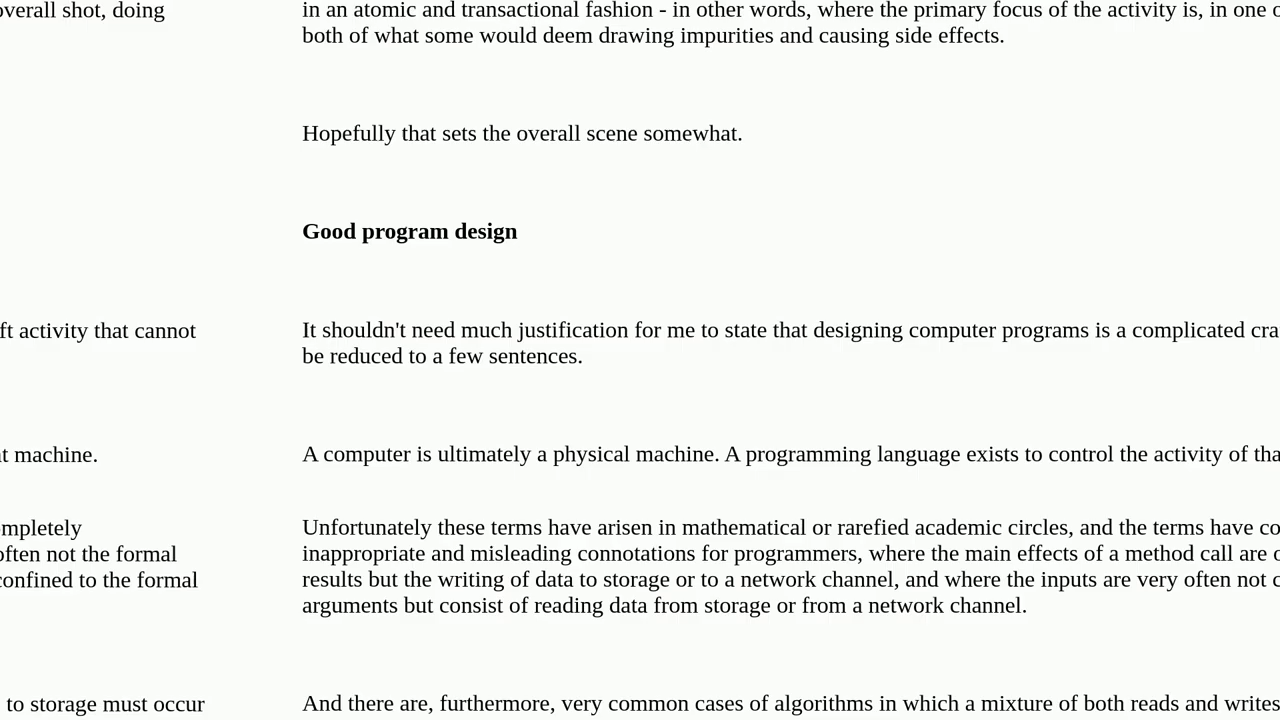 overall shot, doing
ft activity that cannot
t machine.
mpletely
often not the formal
confined to the formal
to storage must occur
in an atomic and transactional fashion - in other words, where the primary focus of the activity is, in one o
both of what some would deem drawing impurities and causing side effects.
Hopefully that sets the overall scene somewhat.
Good program design
It shouldn't need much justification for me to state that designing computer programs is a complicated cra
be reduced to a few sentences.
A computer is ultimately a physical machine. A programming language exists to control the activity of tha
Unfortunately these terms have arisen in mathematical or rarefied academic circles, and the terms have co
inappropriate and misleading connotations for programmers, where the main effects of a method call are o
results but the writing of data to storage or to a network channel, and where the inputs are very often not c
arguments but consist of reading data from storage or from a network channel.
And there are, furthermore, very common cases of algorithms in which a mixture of both reads and writes